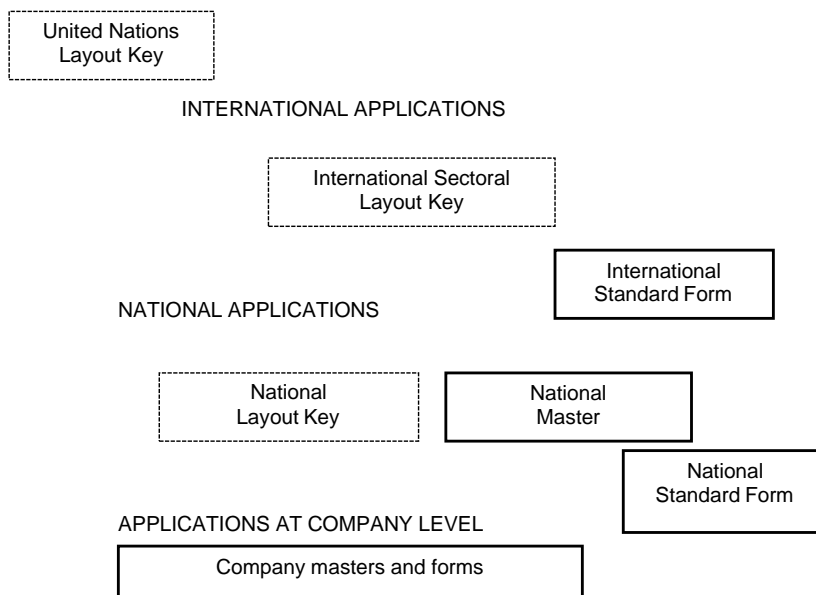 United Nations
Layout Key
INTERNATIONAL APPLICATIONS
International Sectoral
Layout Key
International
Standard Form
NATIONAL APPLICATIONS
National
Layout Key
National
Master
National
Standard Form
APPLICATIONS AT COMPANY LEVEL
Company masters and forms